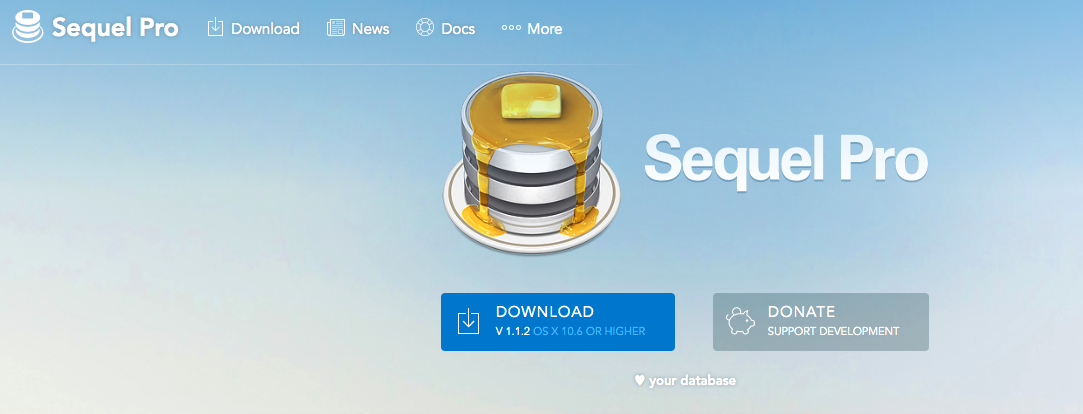 Sequel Pro Download News Docs More
Sequel Pro
DOWNLOAD
V 1.1.2 OS X 10.6 OR HIGHER
DONATE
SUPPORT DEVELOPMENT
♥ your database